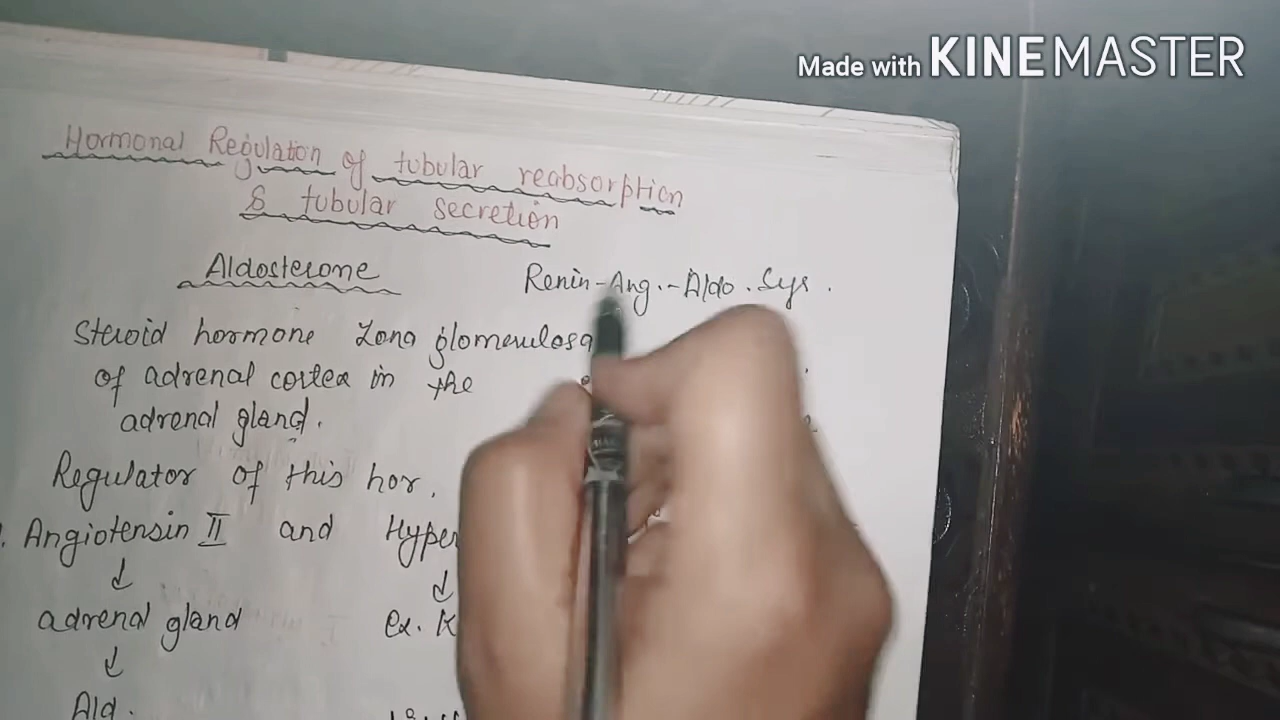 Made with KINEMASTER
Hormonal Regulation of tubular reabsorption
& tubular secretion
Aldosterone
Renin-Ang.-Aldo. Sys.
Steroid hormone Zona glomerulosa
of adrenal cortex in the
adrenal gland.
Regulator of this hor.
Angiotensin II and Hyper
↓ ↓
adrenal gland ex. K
↓
Ald.